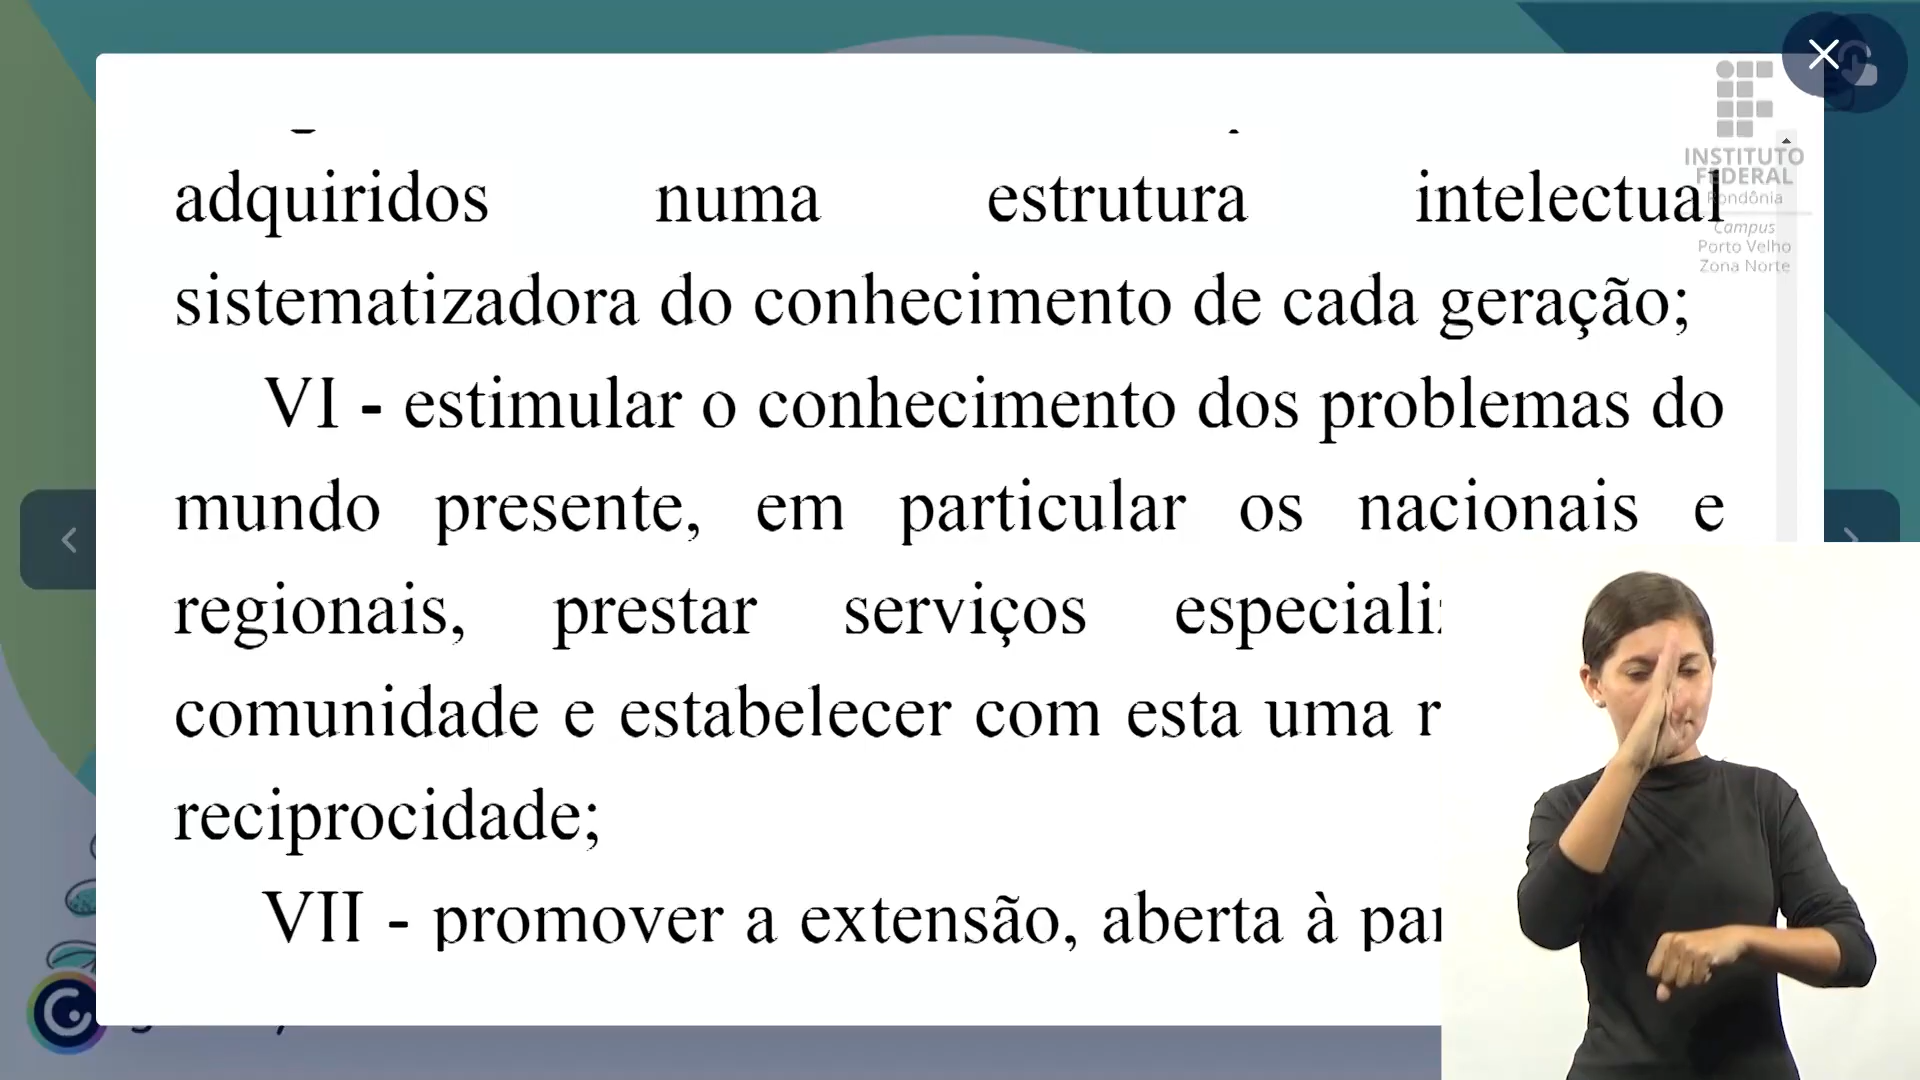 adquiridos numa estrutura intelectual
sistematizadora do conhecimento de cada geração;
VI - estimular o conhecimento dos problemas do
mundo presente, em particular os nacionais e
regionais, prestar serviços
comunidade e estabelecer com esta uma
reciprocidade;
VII - promover a extensão, aberta à
INSTITUTO
FEDERAL
Rondônia
Campus
Porto Velho
Zona Norte